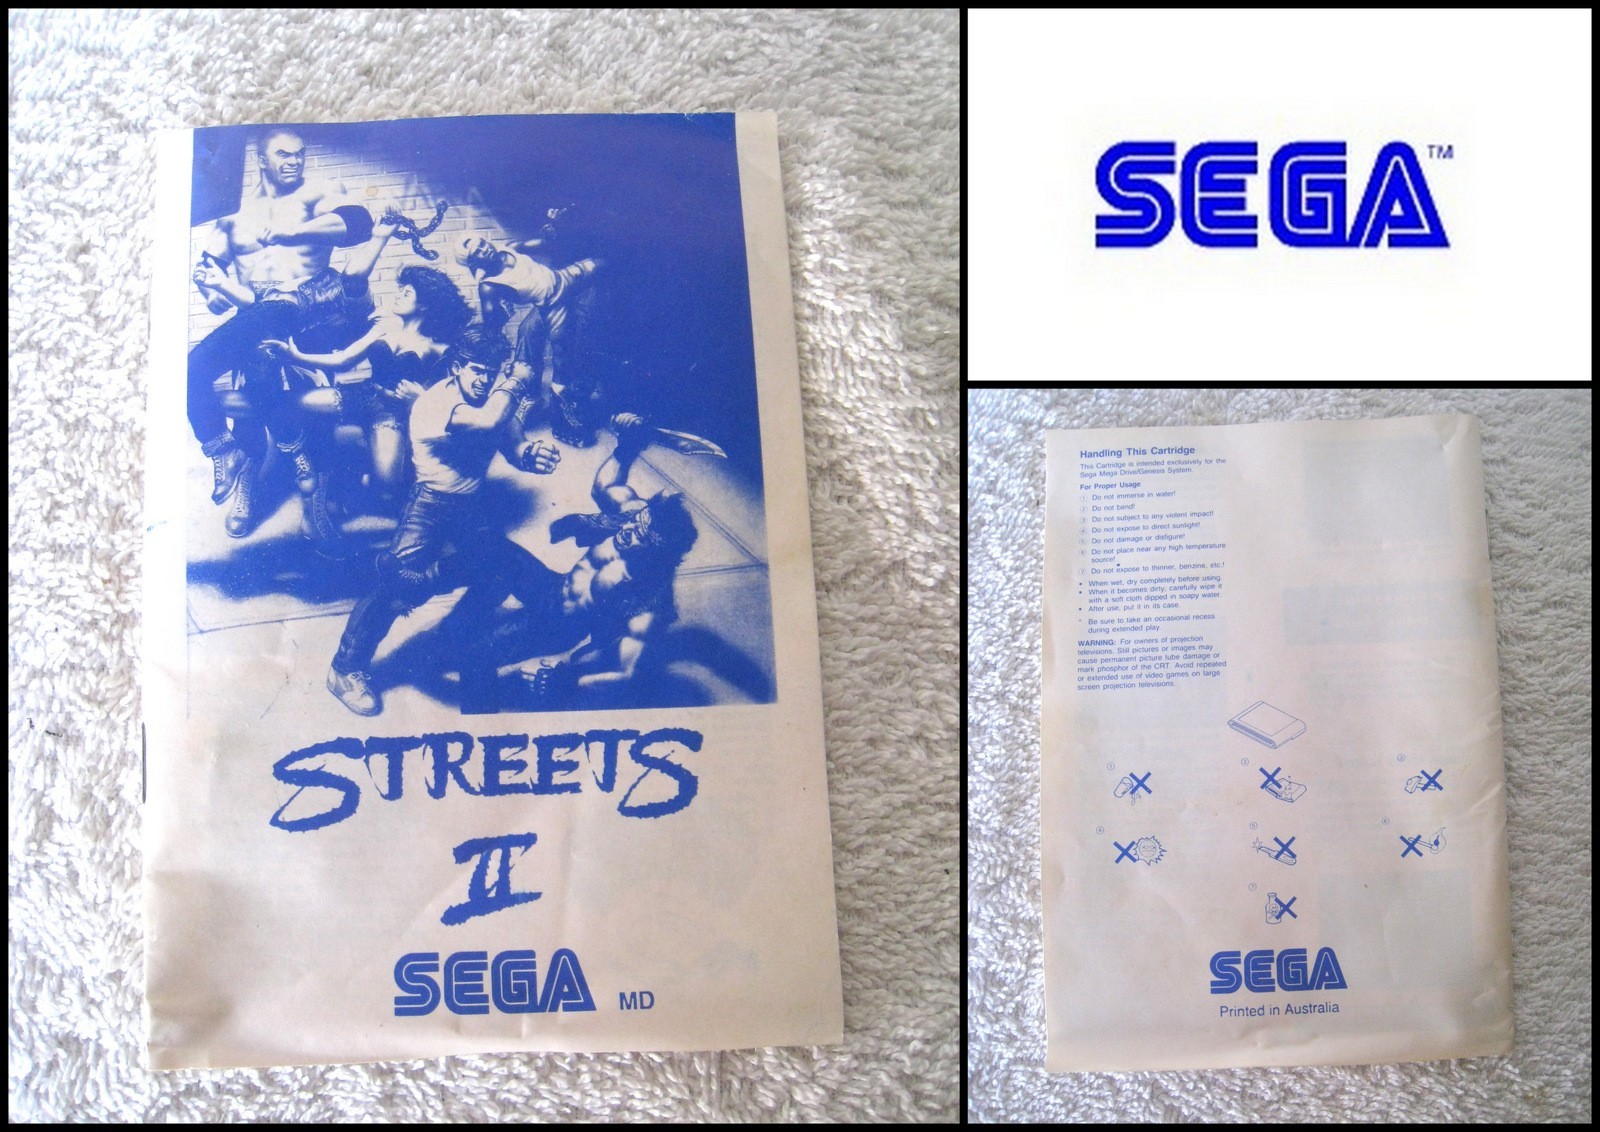 STREETS
II
SEGA MD
SEGA™
Handling This Cartridge
This Cartridge is intended exclusively for the
Sega Mega Drive/Genesis System.
For Proper Usage
① Do not immerse in water!
② Do not bend!
③ Do not subject to any violent impact!
④ Do not expose to direct sunlight!
⑤ Do not damage or disfigure!
⑥ Do not place near any high temperature
source!
⑦ Do not expose to thinner, benzine, etc.!
• When wet, dry completely before using.
• When it becomes dirty, carefully wipe it
with a soft cloth dipped in soapy water.
• After use, put it in its case.
• Be sure to take an occasional recess
during extended play.
WARNING: For owners of projection
televisions. Still pictures or images may
cause permanent picture tube damage or
mark phosphor of the CRT. Avoid repeated
or extended use of video games on large
screen projection televisions.
SEGA
Printed in Australia